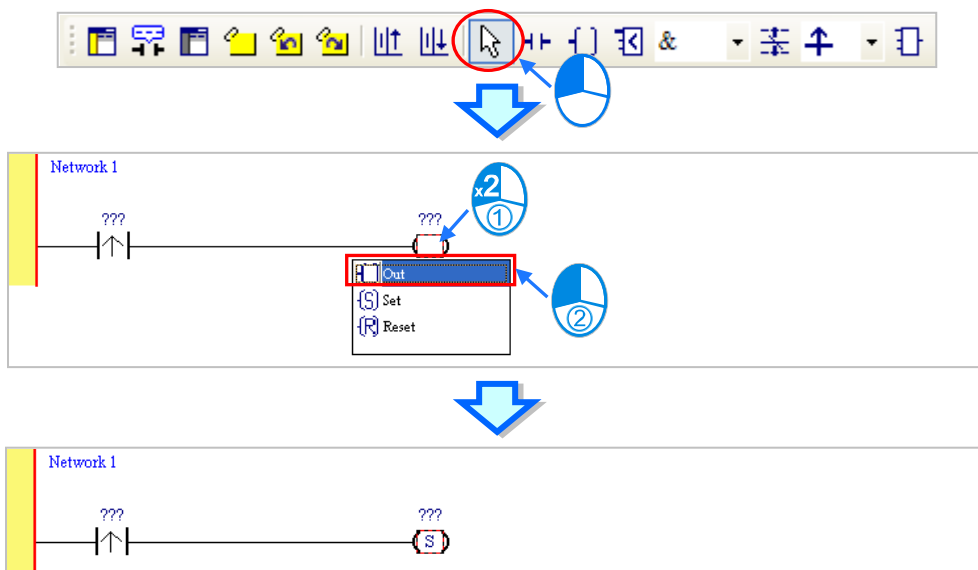 &
Network 1
??? ???
x2
①
Out
S Set
R Reset
②
Network 1
??? ???
S